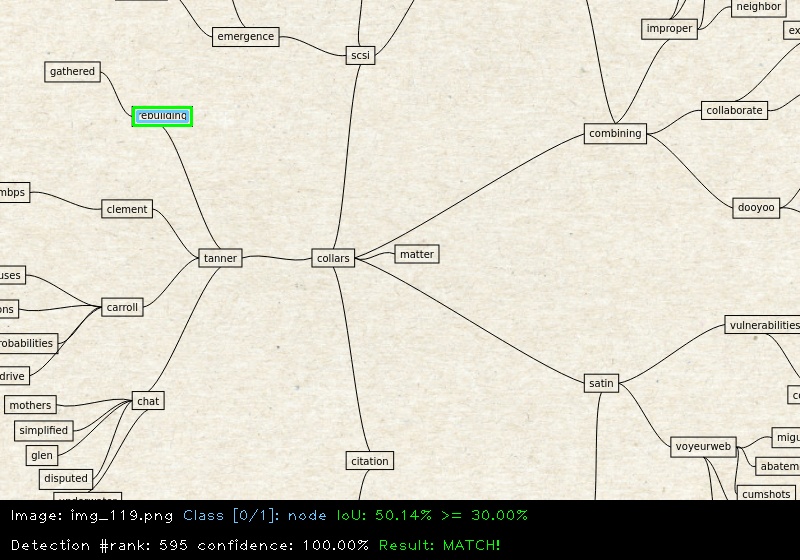 neighbor
improper
ex
emergence
scsi
gathered
rebuilding
collaborate
combining
mbps
clement
dooyoo
tanner
collars
matter
uses
ons
carroll
vulnerabilities
robabilities
drive
satin
chat
mothers
simplified
glen
voyeurweb
migu
citation
abatem
disputed
cumshots
Image: img_119.png Class [0/1]: node IoU: 50.14% >= 30.00%
Detection #rank: 595 confidence: 100.00% Result: MATCH!